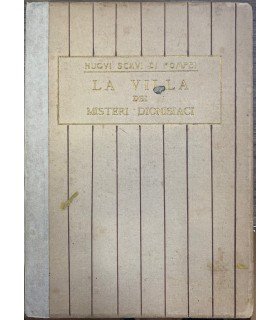 NUOVI SCAVI DI POMPEI
LA VILLA
DEI
MISTERI DIONISIACI